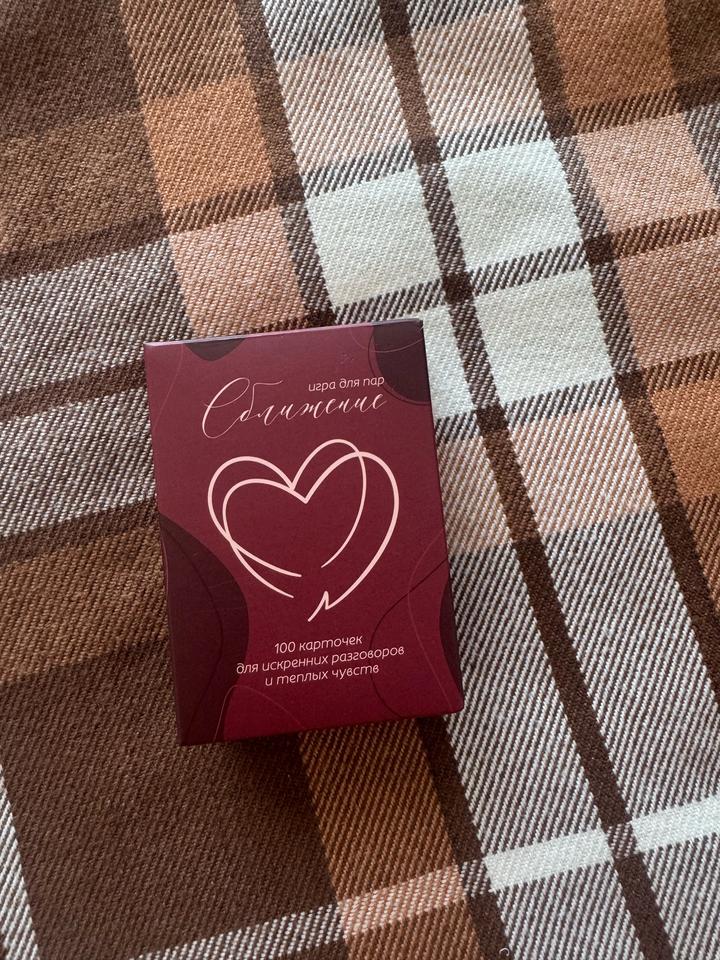 игра для пар
Сближение
100 карточек
для искренних разговоров
и теплых чувств